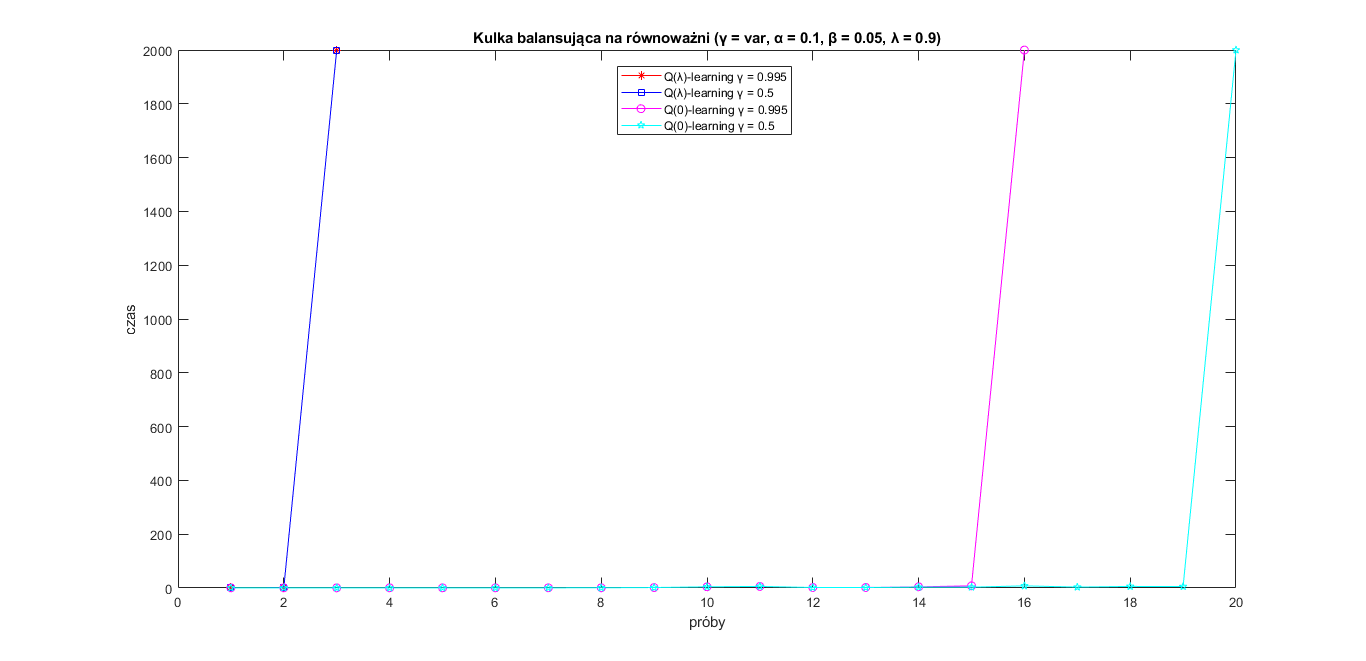 Kulka balansująca na równoważni (γ = var, α = 0.1, β = 0.05, λ = 0.9)
Q(λ)-learning γ = 0.995
Q(λ)-learning γ = 0.5
Q(0)-learning γ = 0.995
Q(0)-learning γ = 0.5
2000
1800
1600
1400
1200
1000
800
600
400
200
0
czas
0 2 4 6 8 10 12 14 16 18 20
próby